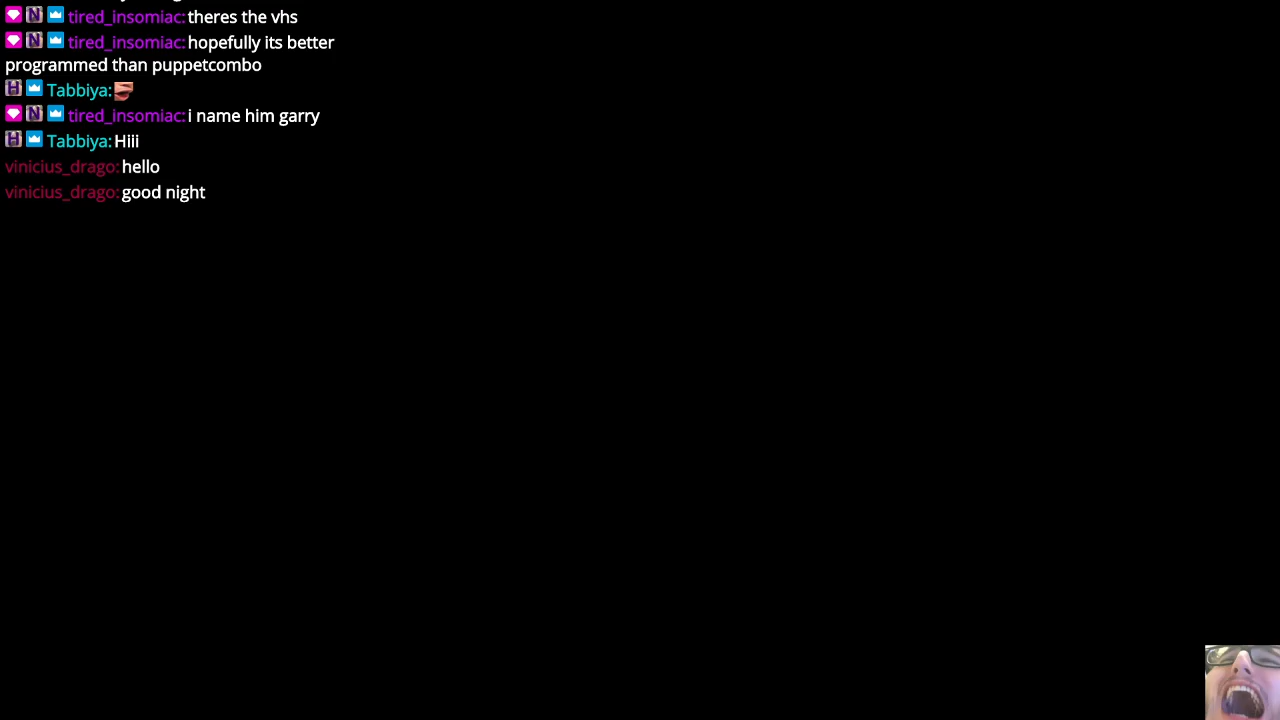 tired_insomiac: theres the vhs
tired_insomiac: hopefully its better
programmed than puppetcombo
Tabbiya:
tired_insomiac: i name him garry
Tabbiya: Hiii
vinicius_drago: hello
vinicius_drago: good night